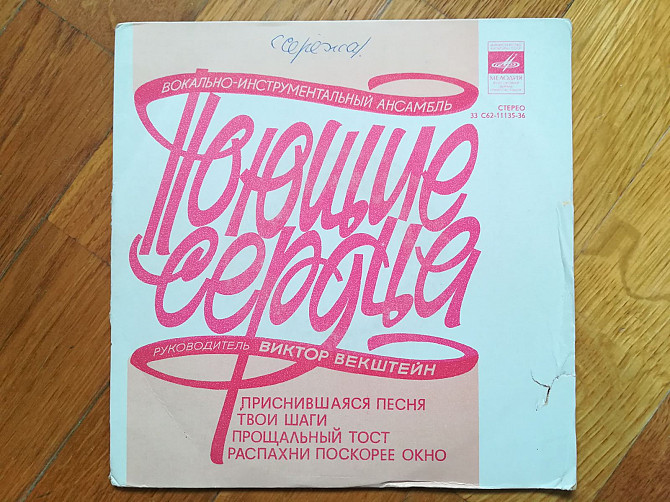 Сережа.
ВОКАЛЬНО-ИНСТРУМЕНТАЛЬНЫЙ АНСАМБЛЬ
Поющие
сердца
РУКОВОДИТЕЛЬ ВИКТОР ВЕКШТЕЙН
ПРИСНИВШАЯСЯ ПЕСНЯ
ТВОИ ШАГИ
ПРОЩАЛЬНЫЙ ТОСТ
РАСПАХНИ ПОСКОРЕЕ ОКНО
МЕЛОДИЯ
СТЕРЕО
33 С62-11135-36